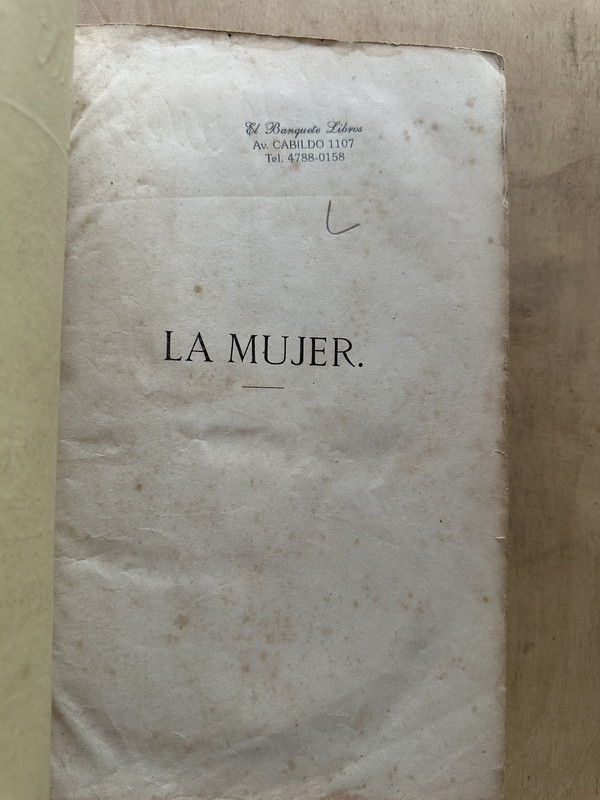 El Banquete Libros
Av. CABILDO 1107
Tel. 4788-0158
L
LA MUJER.